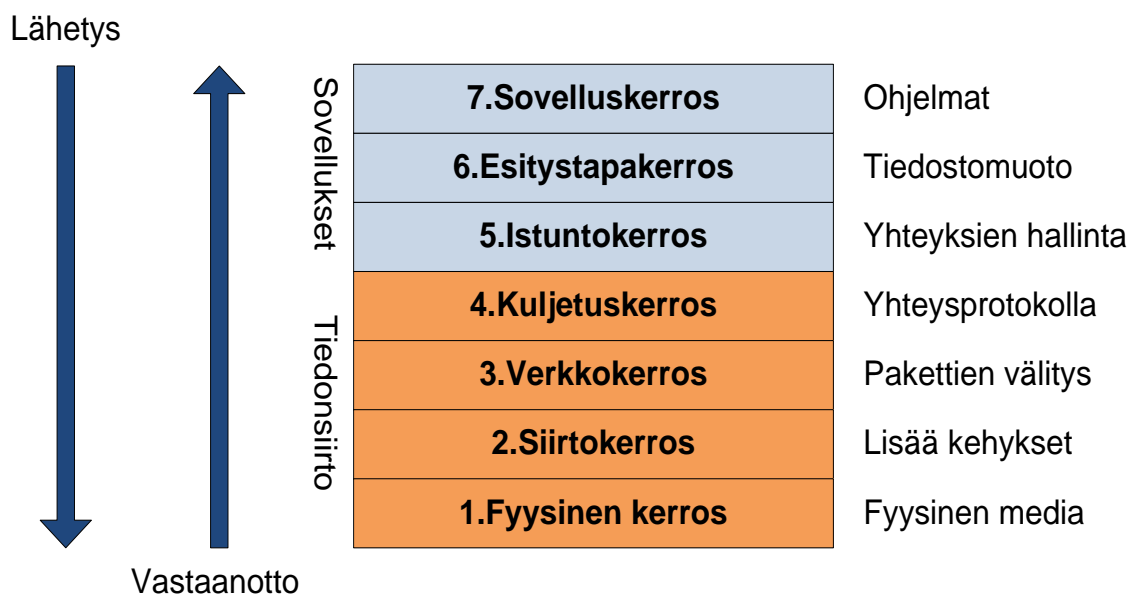 Lähetys
Sovellukset
7.Sovelluskerros
Ohjelmat
6.Esitystapakerros
Tiedostomuoto
5.Istuntokerros
Yhteyksien hallinta
Tiedonsiirto
4.Kuljetuskerros
Yhteysprotokolla
3.Verkkokerros
Pakettien välitys
2.Siirtokerros
Lisää kehykset
1.Fyysinen kerros
Fyysinen media
Vastaanotto